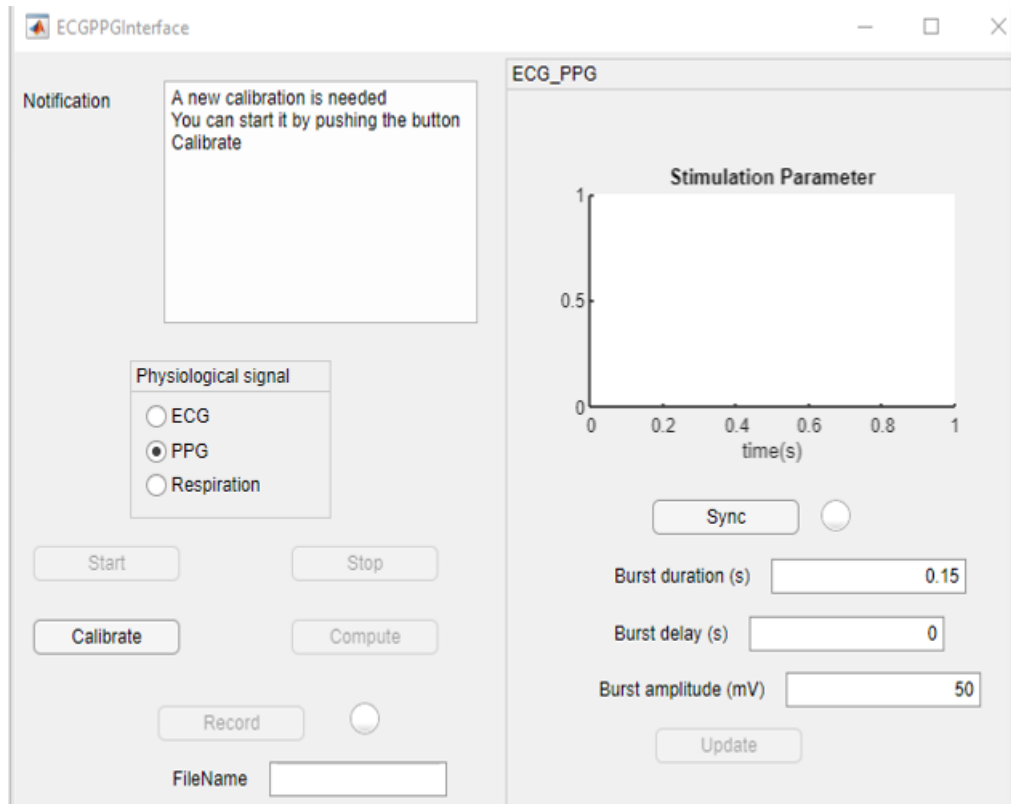 ECGPPGInterface
Notification
A new calibration is needed
You can start it by pushing the button
Calibrate
Physiological signal
ECG
PPG
Respiration
Start
Stop
Calibrate
Compute
Record
FileName
ECG_PPG
Stimulation Parameter
1
0.5
0
0 0.2 0.4 0.6 0.8 1
time(s)
Sync
Burst duration (s) 0.15
Burst delay (s) 0
Burst amplitude (mV) 50
Update